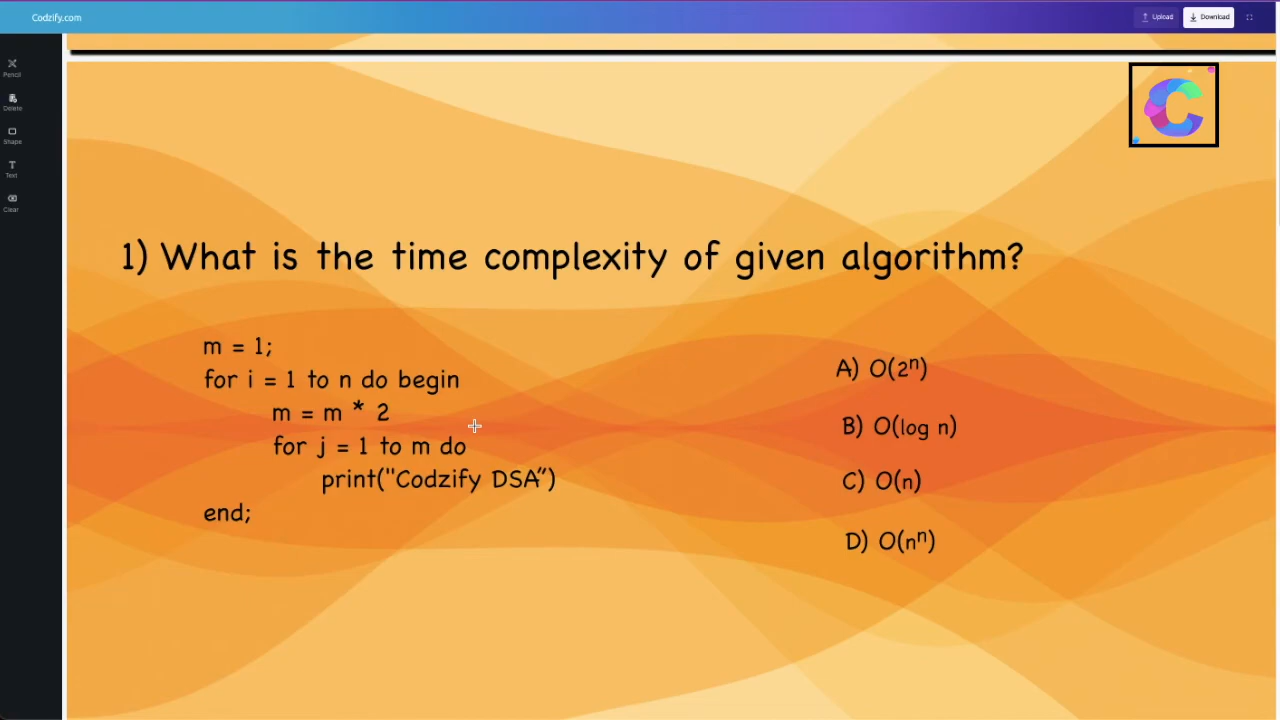 Codzify.com
Upload
Download
Pencil
Delete
Shape
Text
Clear
1) What is the time complexity of given algorithm?
m = 1;
for i = 1 to n do begin
m = m * 2
for j = 1 to m do
print("Codzify DSA”)
end;
A) O(2ⁿ)
B) O(log n)
C) O(n)
D) O(nⁿ)